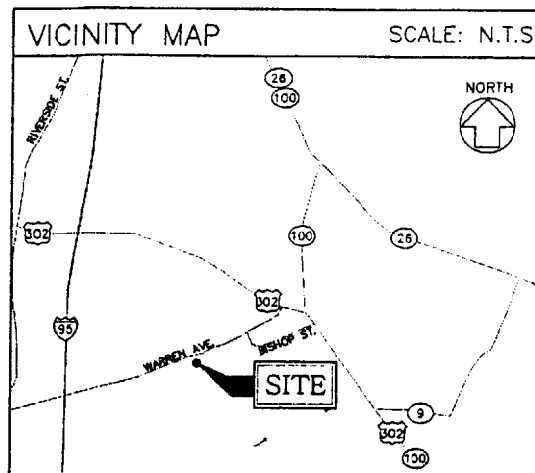 VICINITY MAP SCALE: N.T.S
RIVERSIDE ST.
26
100
NORTH
302
100
26
95
302
WARREN AVE.
BISHOP ST.
SITE
9
302
100